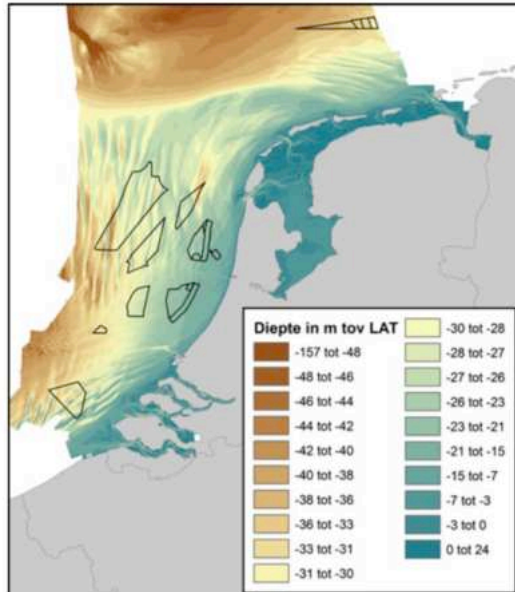 Diepte in m tov LAT
-157 tot -48
-48 tot -46
-46 tot -44
-44 tot -42
-42 tot -40
-40 tot -38
-38 tot -36
-36 tot -33
-33 tot -31
-31 tot -30
-30 tot -28
-28 tot -27
-27 tot -26
-26 tot -23
-23 tot -21
-21 tot -15
-15 tot -7
-7 tot -3
-3 tot 0
0 tot 24